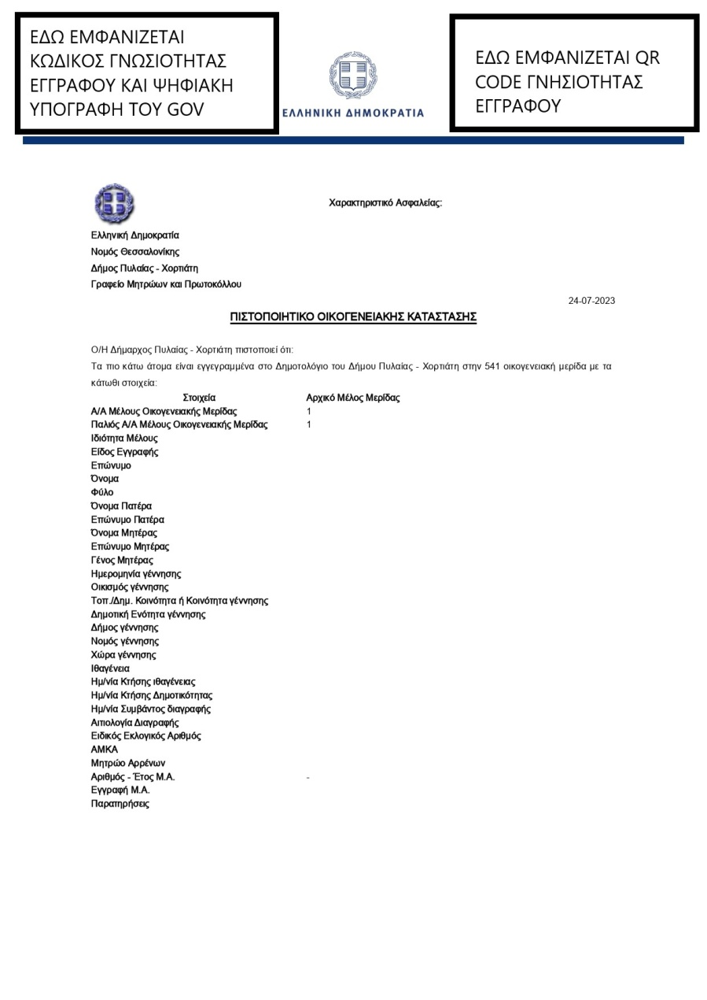 ΕΔΩ ΕΜΦΑΝΙΖΕΤΑΙ
ΚΩΔΙΚΟΣ ΓΝΩΣΙΟΤΗΤΑΣ
ΕΓΓΡΑΦΟΥ ΚΑΙ ΨΗΦΙΑΚΗ
ΥΠΟΓΡΑΦΗ ΤΟΥ GOV
ΕΛΛΗΝΙΚΗ ΔΗΜΟΚΡΑΤΙΑ
ΕΔΩ ΕΜΦΑΝΙΖΕΤΑΙ QR
CODE ΓΝΗΣΙΟΤΗΤΑΣ
ΕΓΓΡΑΦΟΥ
Χαρακτηριστικό Ασφαλείας:
Ελληνική Δημοκρατία
Νομός Θεσσαλονίκης
Δήμος Πυλαίας - Χορτιάτη
Γραφείο Μητρώων και Πρωτοκόλλου
24-07-2023
ΠΙΣΤΟΠΟΙΗΤΙΚΟ ΟΙΚΟΓΕΝΕΙΑΚΗΣ ΚΑΤΑΣΤΑΣΗΣ
Ο/Η Δήμαρχος Πυλαίας - Χορτιάτη πιστοποιεί ότι:
Τα πιο κάτω άτομα είναι εγγεγραμμένα στο Δημοτολόγιο του Δήμου Πυλαίας - Χορτιάτη στην 541 οικογενειακή μερίδα με τα
κάτωθι στοιχεία:
Στοιχεία Αρχικό Μέλος Μερίδας
Α/Α Μέλους Οικογενειακής Μερίδας 1
Παλιός Α/Α Μέλους Οικογενειακής Μερίδας 1
Ιδιότητα Μέλους
Είδος Εγγραφής
Επώνυμο
Όνομα
Φύλο
Όνομα Πατέρα
Επώνυμο Πατέρα
Όνομα Μητέρας
Επώνυμο Μητέρας
Γένος Μητέρας
Ημερομηνία γέννησης
Οικισμός γέννησης
Τοπ./Δημ. Κοινότητα ή Κοινότητα γέννησης
Δημοτική Ενότητα γέννησης
Δήμος γέννησης
Νομός γέννησης
Χώρα γέννησης
Ιθαγένεια
Ημ/νία Κτήσης ιθαγένειας
Ημ/νία Κτήσης Δημοτικότητας
Ημ/νία Συμβάντος διαγραφής
Αιτιολογία Διαγραφής
Ειδικός Εκλογικός Αριθμός
ΑΜΚΑ
Μητρώο Αρρένων
Αριθμός - Έτος Μ.Α. -
Εγγραφή Μ.Α.
Παρατηρήσεις